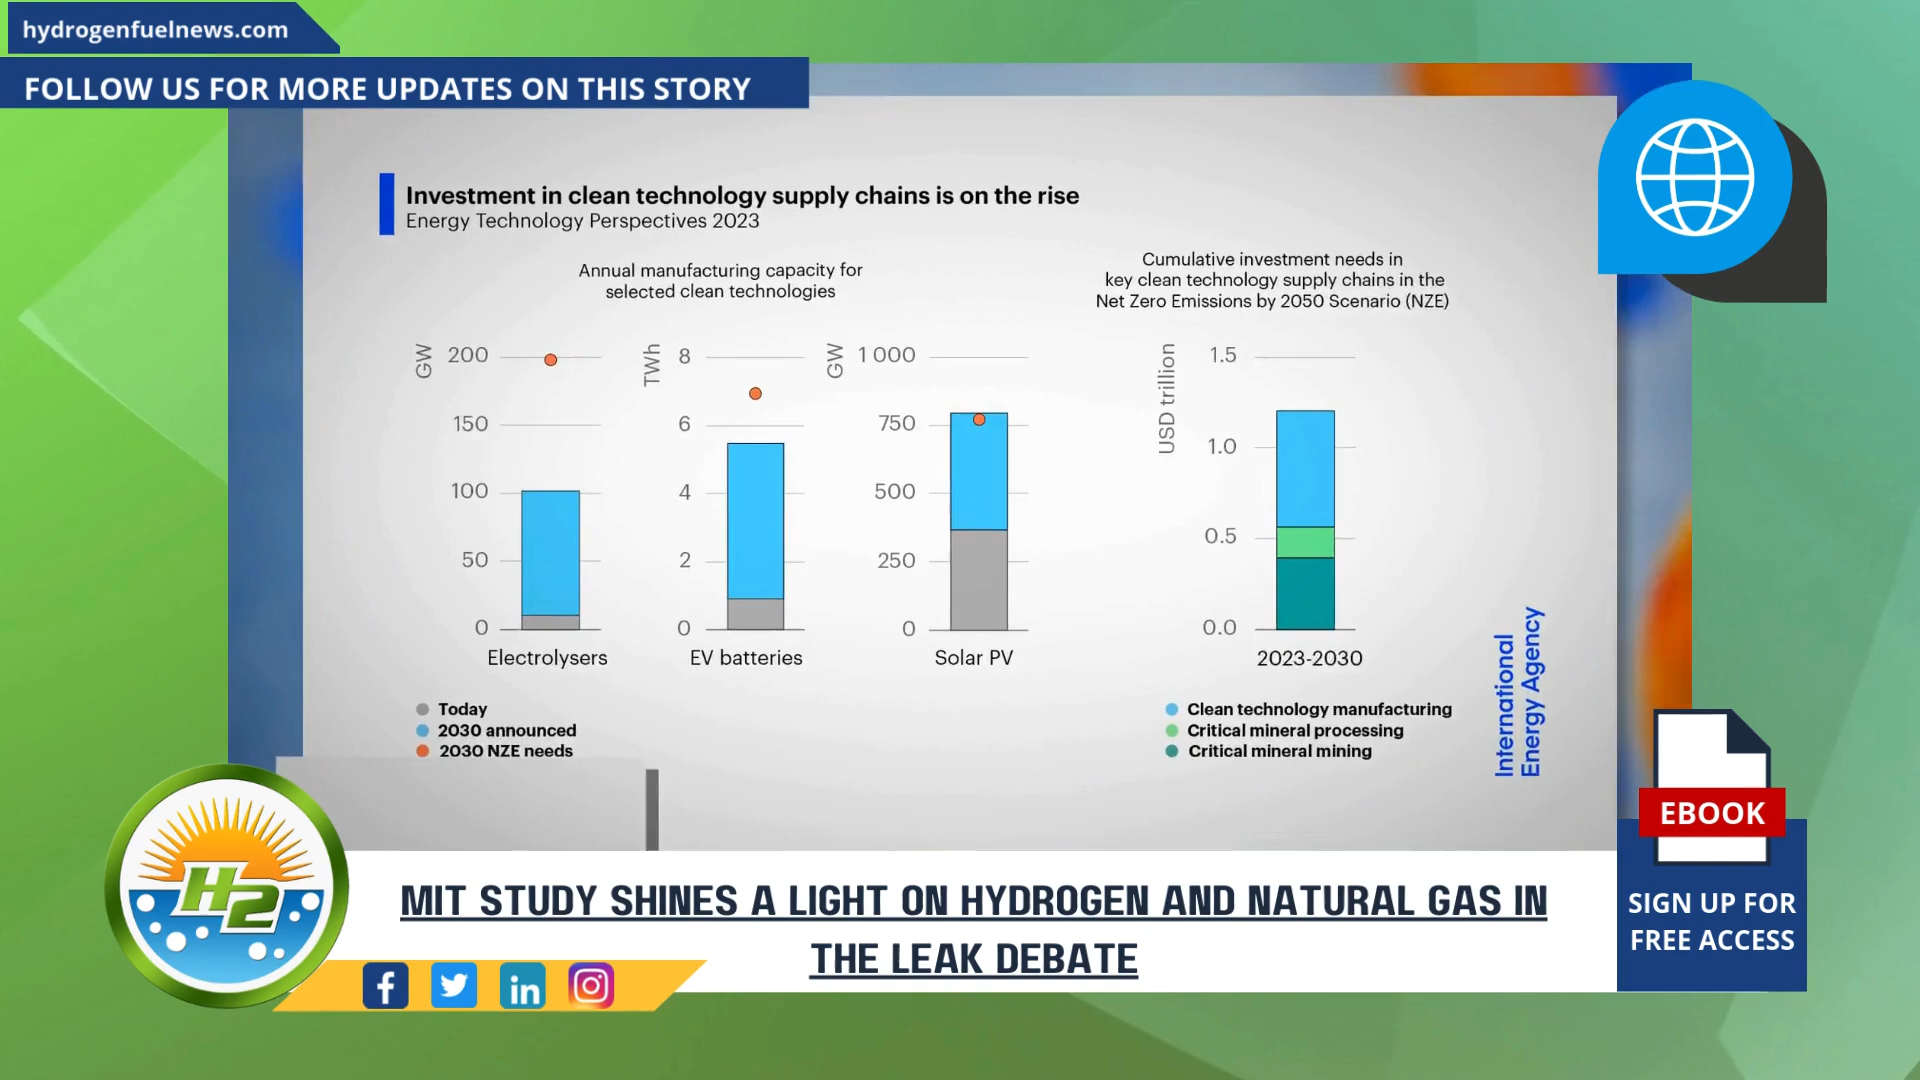 hydrogenfuelnews.com
FOLLOW US FOR MORE UPDATES ON THIS STORY
Investment in clean technology supply chains is on the rise
Energy Technology Perspectives 2023
Annual manufacturing capacity for
selected clean technologies
GW
200
150
100
50
0
Electrolysers
TWh
8
6
4
2
0
EV batteries
GW
1 000
750
500
250
0
Solar PV
Today
2030 announced
2030 NZE needs
Cumulative investment needs in
key clean technology supply chains in the
Net Zero Emissions by 2050 Scenario (NZE)
USD trillion
1.5
1.0
0.5
0.0
2023-2030
Clean technology manufacturing
Critical mineral processing
Critical mineral mining
International
Energy Agency
EBOOK
SIGN UP FOR
FREE ACCESS
H2
MIT STUDY SHINES A LIGHT ON HYDROGEN AND NATURAL GAS IN
THE LEAK DEBATE